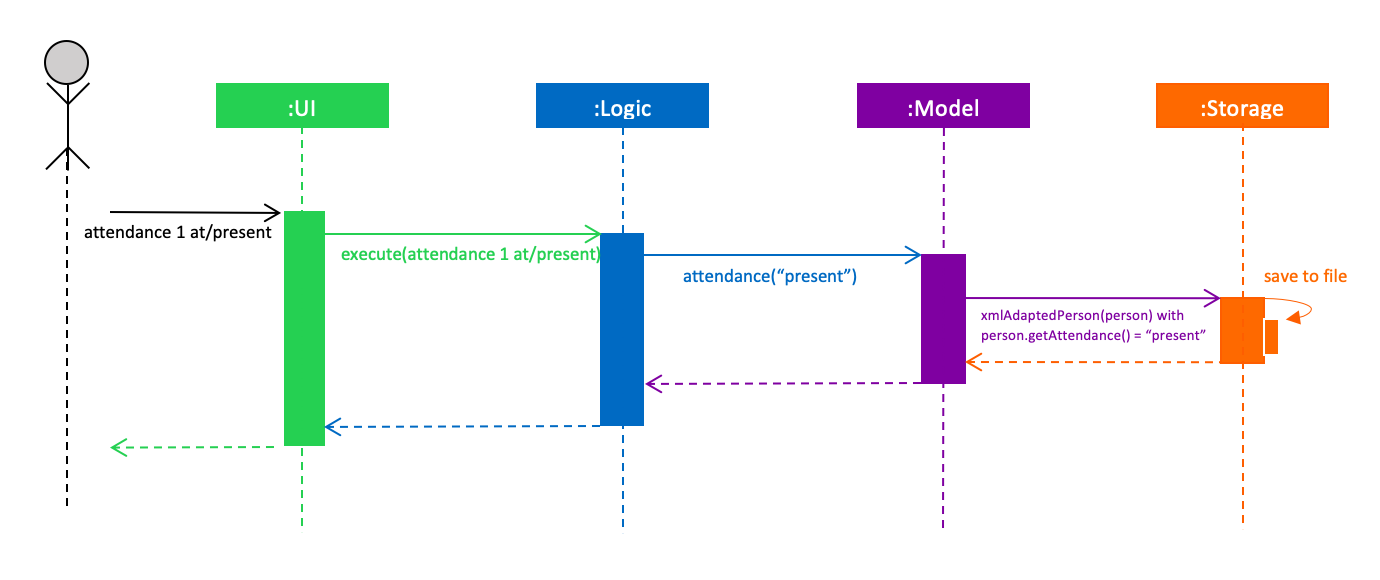 :UI
:Logic
:Model
:Storage
attendance 1 at/present
execute(attendance 1 at/present)
attendance(“present”)
save to file
xmlAdaptedPerson(person) with
person.getAttendance() = “present”